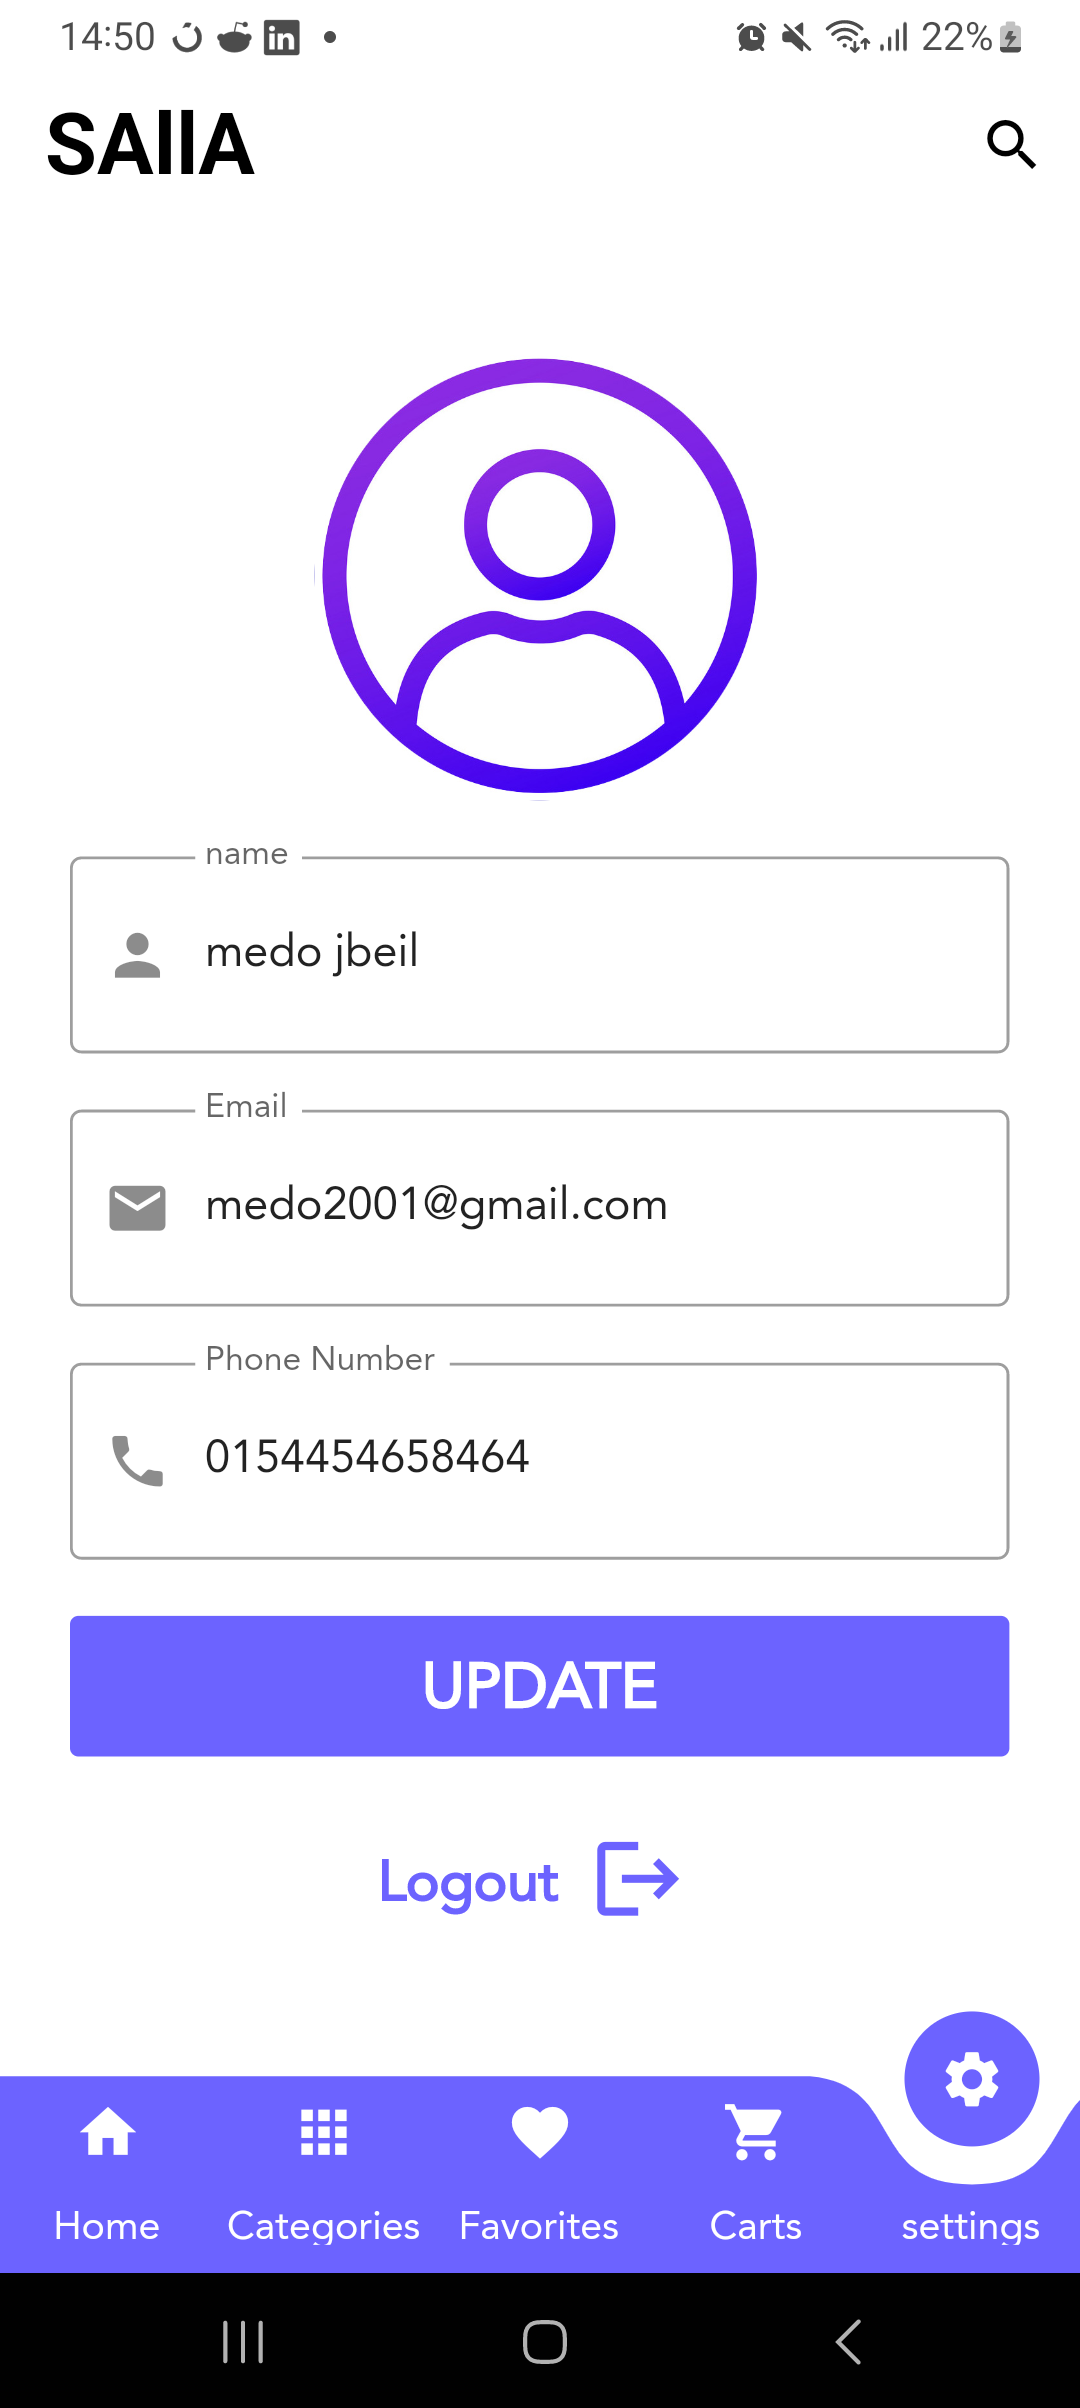 14:50
22%
SAllA
name
medo jbeil
Email
medo2001@gmail.com
Phone Number
0154454658464
UPDATE
Logout
Home Categories Favorites Carts settings